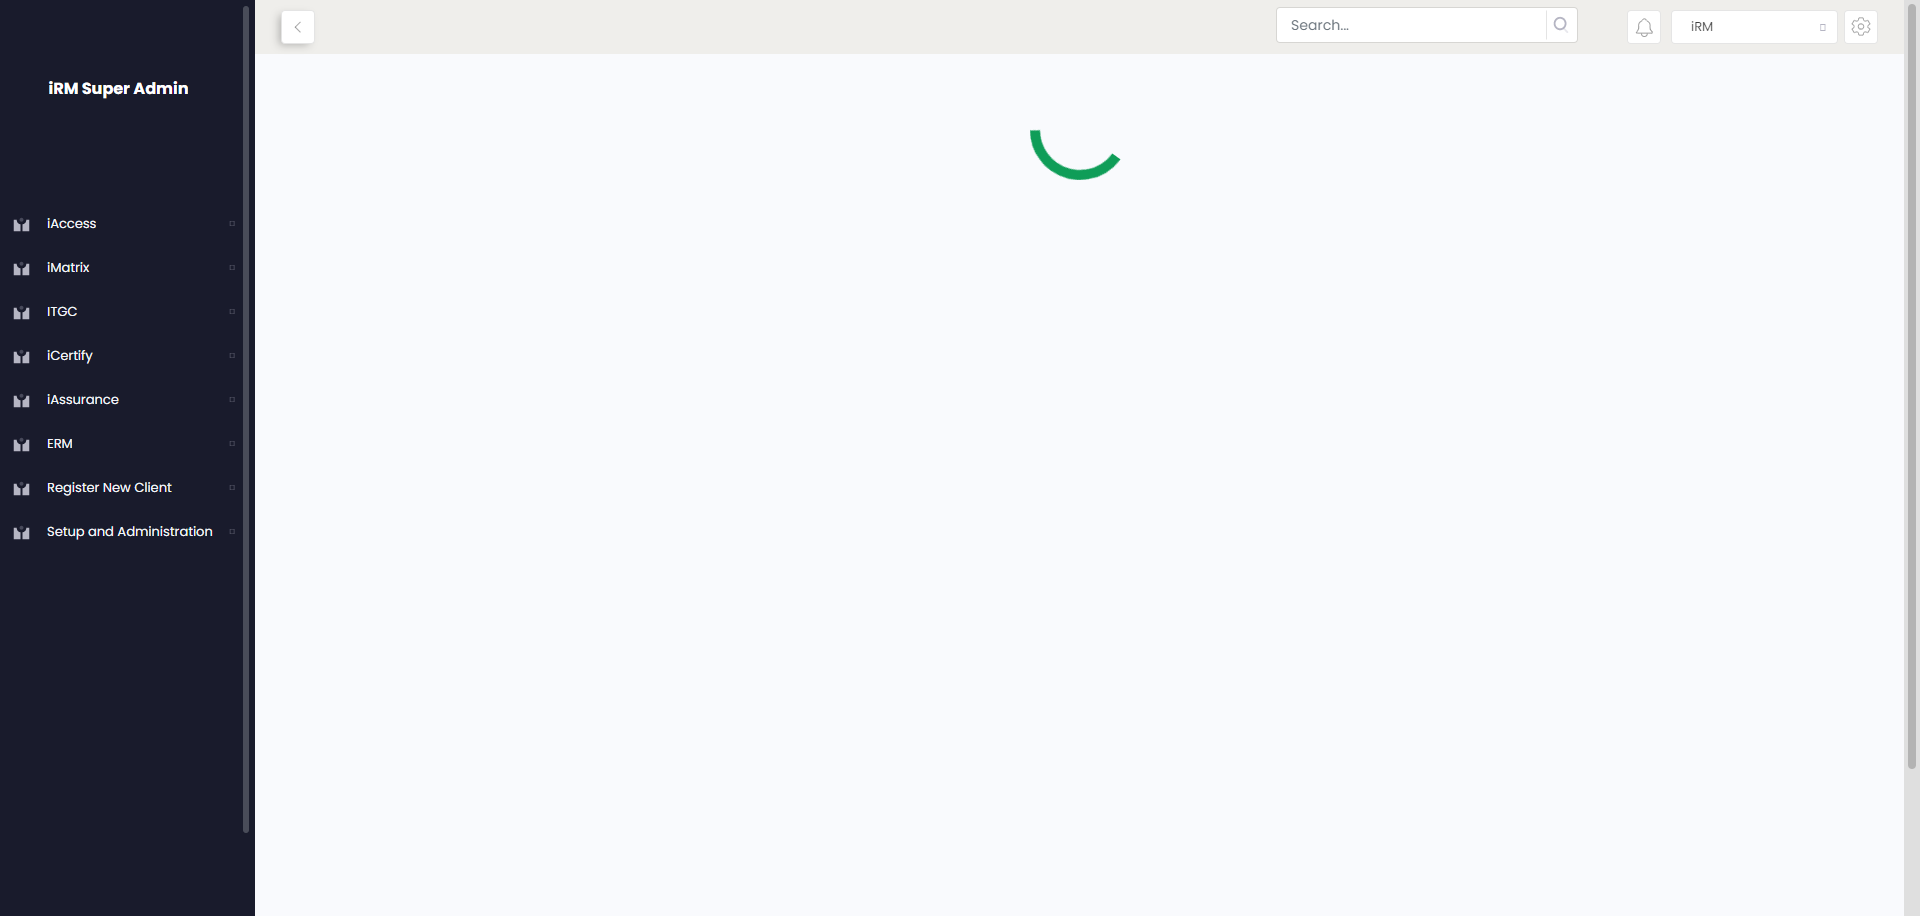 Search...
iRM
iRM Super Admin
iAccess
iMatrix
ITGC
iCertify
iAssurance
ERM
Register New Client
Setup and Administration